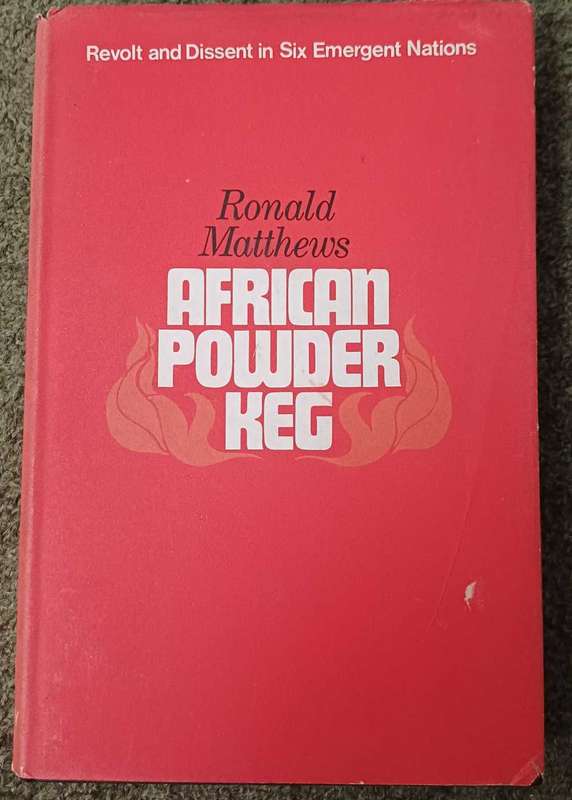 Revolt and Dissent in Six Emergent Nations
Ronald
Matthews
AFRICAN
POWDER
KEG